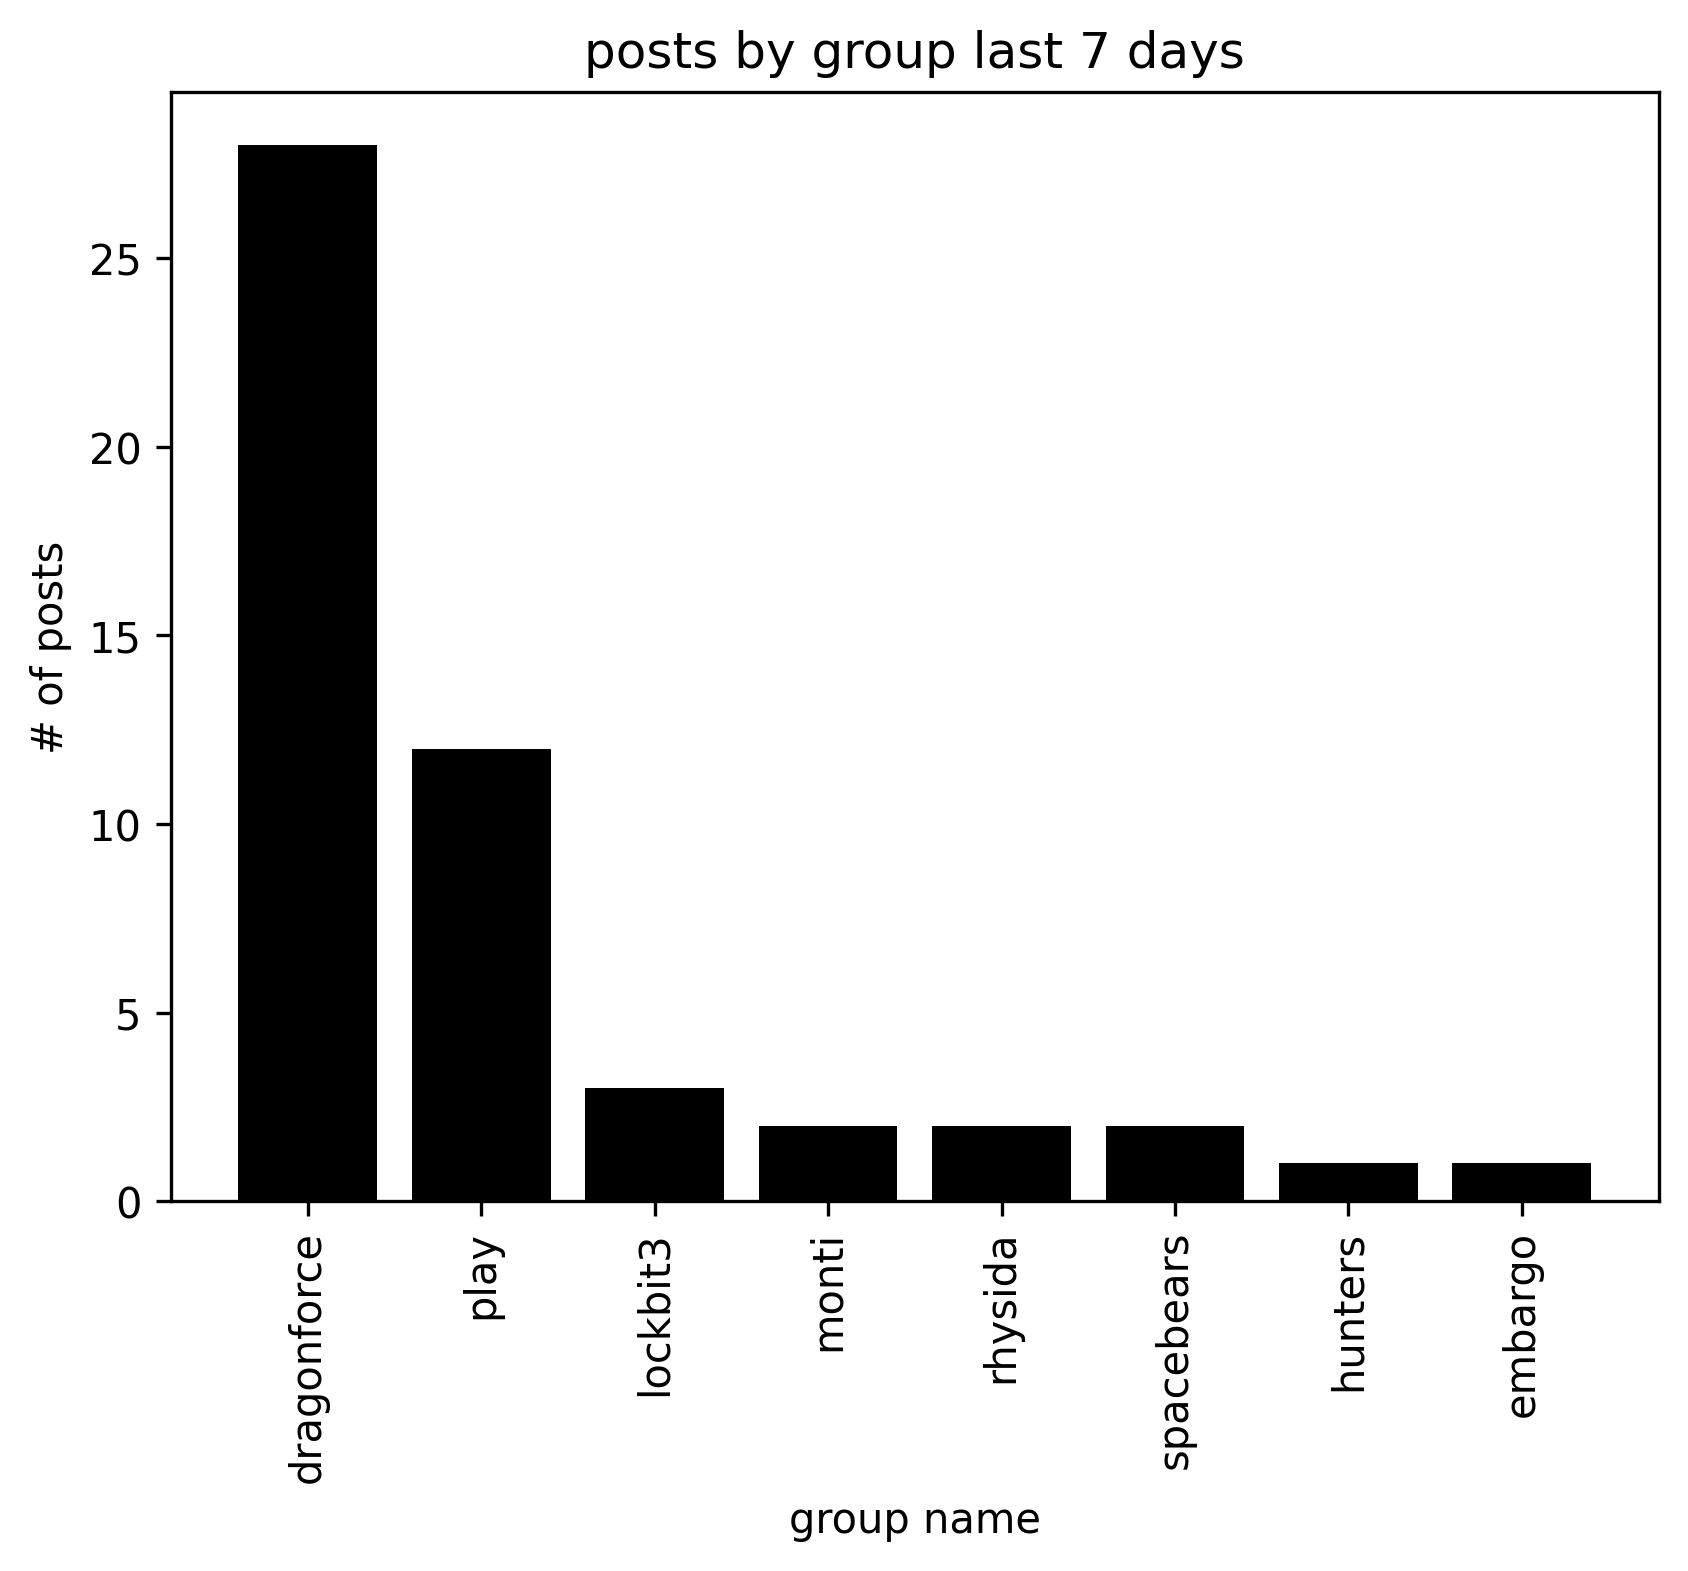 posts by group last 7 days
# of posts
25
20
15
10
5
0
dragonforce
play
lockbit3
monti
rhysida
spacebears
hunters
embargo
group name